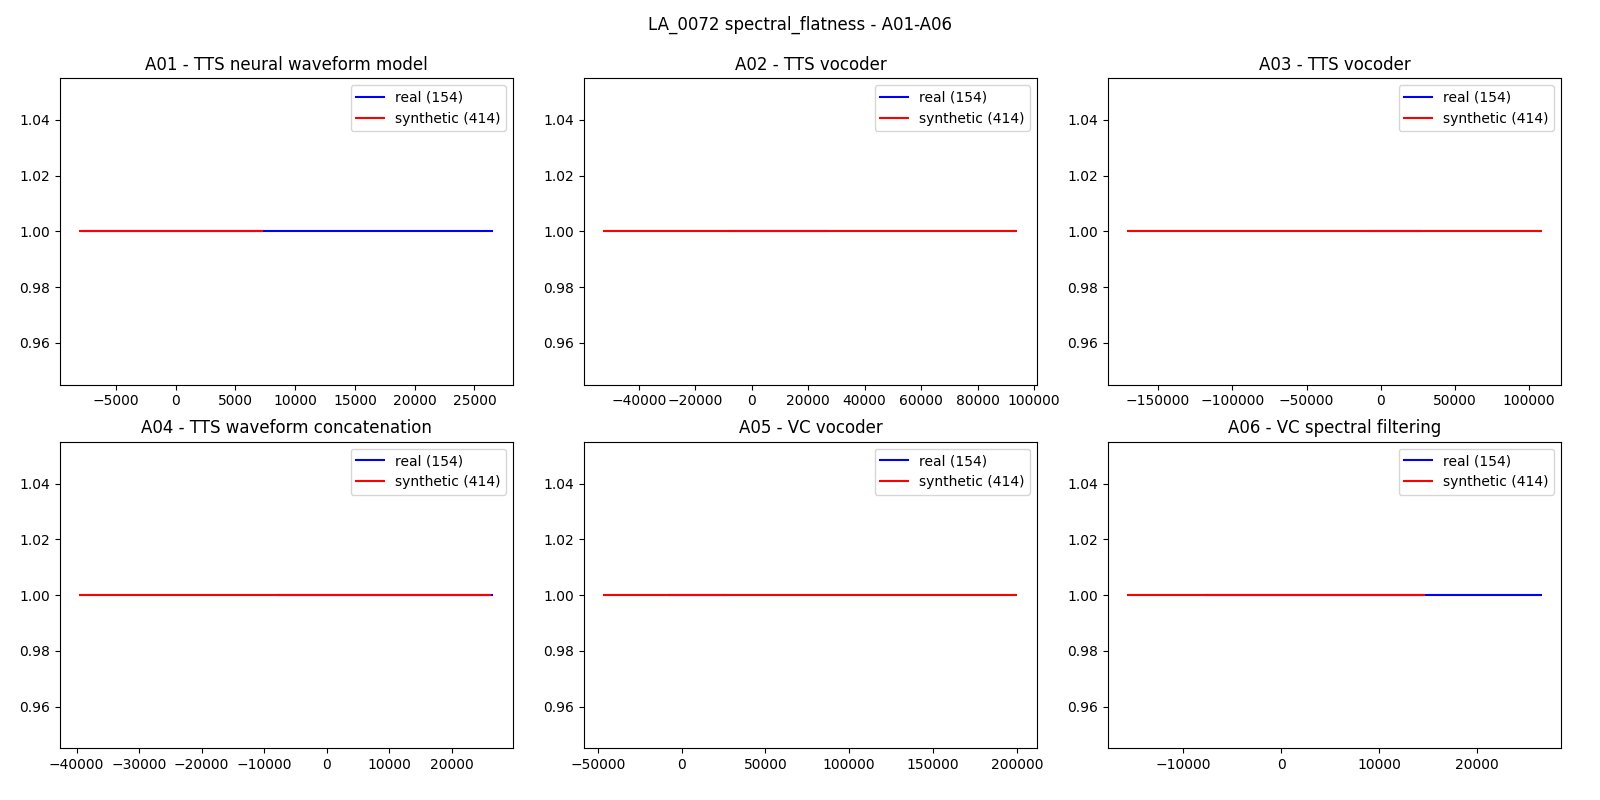 LA_0072 spectral_flatness - A01-A06
A01 - TTS neural waveform model
real (154)
synthetic (414)
1.04
1.02
1.00
0.98
0.96
−5000 0 5000 10000 15000 20000 25000
A02 - TTS vocoder
real (154)
synthetic (414)
1.04
1.02
1.00
0.98
0.96
−40000 −20000 0 20000 40000 60000 80000 100000
A03 - TTS vocoder
real (154)
synthetic (414)
1.04
1.02
1.00
0.98
0.96
−150000 −100000 −50000 0 50000 100000
A04 - TTS waveform concatenation
real (154)
synthetic (414)
1.04
1.02
1.00
0.98
0.96
−40000 −30000 −20000 −10000 0 10000 20000
A05 - VC vocoder
real (154)
synthetic (414)
1.04
1.02
1.00
0.98
0.96
−50000 0 50000 100000 150000 200000
A06 - VC spectral filtering
real (154)
synthetic (414)
1.04
1.02
1.00
0.98
0.96
−10000 0 10000 20000